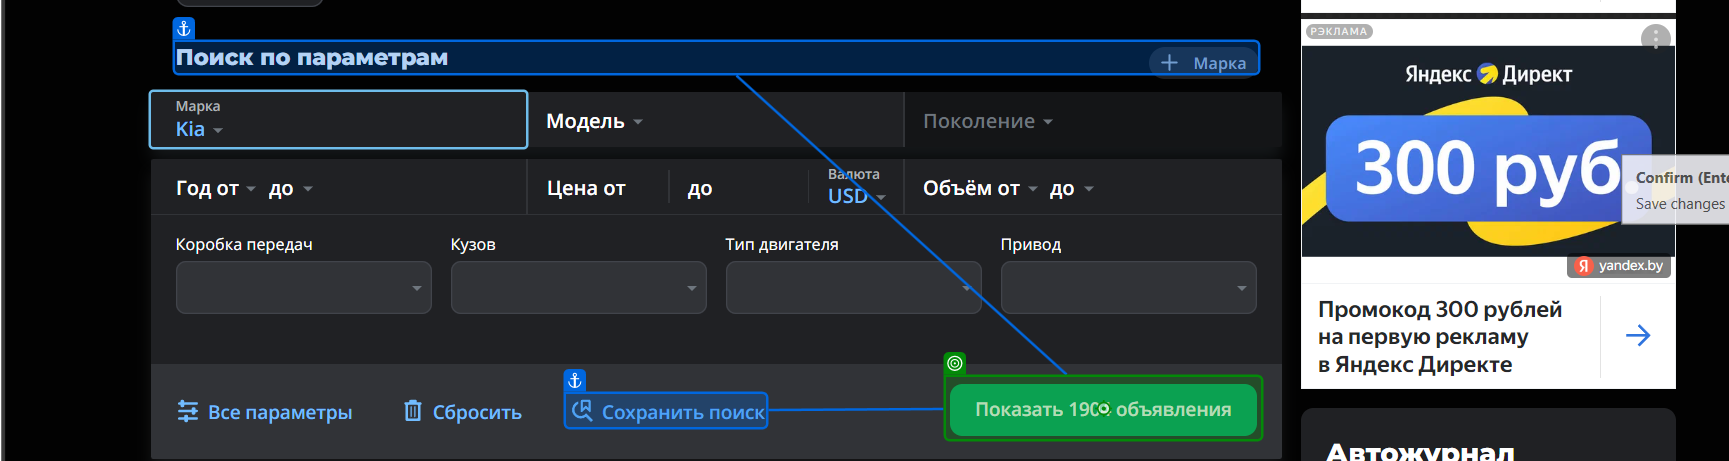 Поиск по параметрам
+ Марка
Марка
Kia
Модель
Поколение
Год от до
Цена от до
Валюта
USD
Объём от до
Коробка передач
Кузов
Тип двигателя
Привод
Все параметры
Сбросить
Сохранить поиск
Показать объявления
РЭКЛАМА
Яндекс Директ
300 руб.
Confirm (Ente
Save changes
Я yandex.by
Промокод 300 рублей
на первую рекламу
в Яндекс Директе
Автожурнал